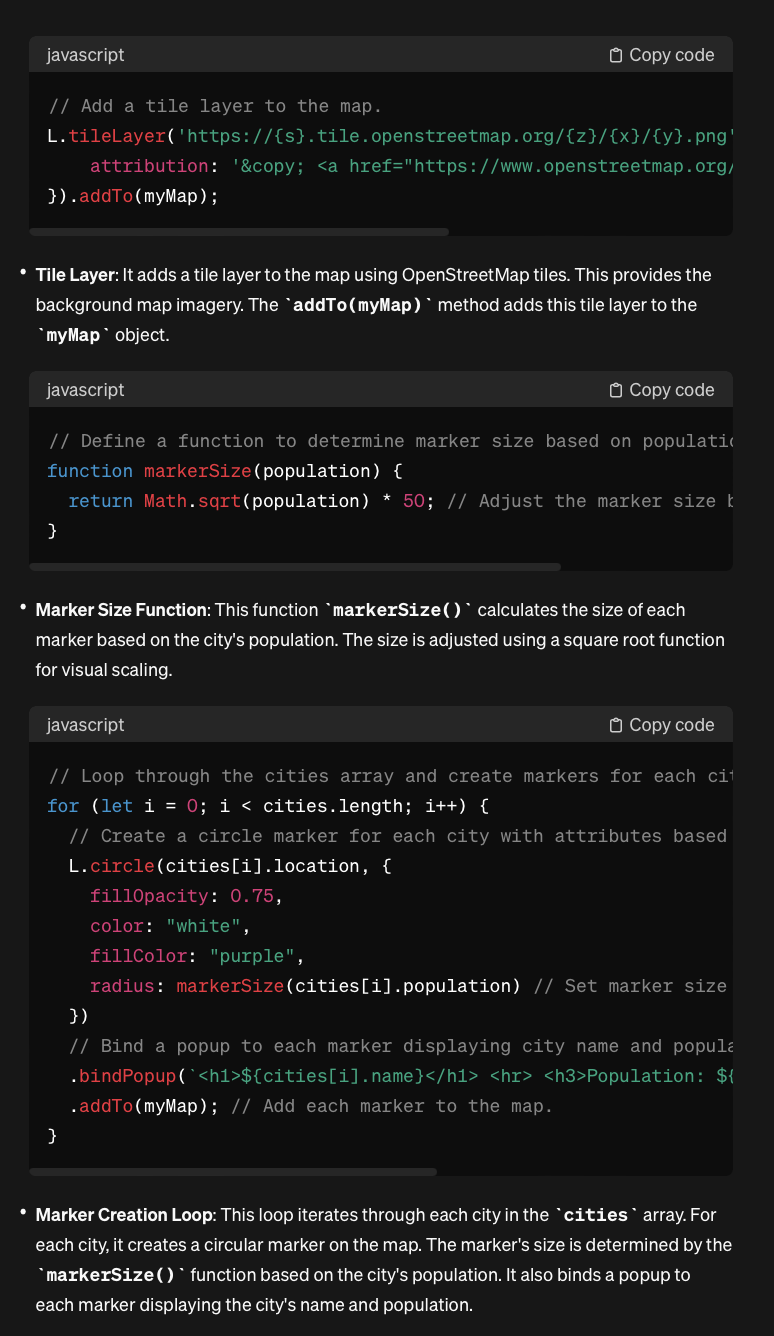 javascript
Copy code
// Add a tile layer to the map.
L.tileLayer('https://{s}.tile.openstreetmap.org/{z}/{x}/{y}.png'
    attribution: '&copy; <a href="https://www.openstreetmap.org/
}).addTo(myMap);
• Tile Layer: It adds a tile layer to the map using OpenStreetMap tiles. This provides the
background map imagery. The `addTo(myMap)` method adds this tile layer to the
`myMap` object.
javascript
Copy code
// Define a function to determine marker size based on
function markerSize(population) {
  return Math.sqrt(population) * 50; // Adjust the marker size
}
• Marker Size Function: This function `markerSize()` calculates the size of each
marker based on the city's population. The size is adjusted using a square root function
for visual scaling.
javascript
Copy code
// Loop through the cities array and create markers for each
for (let i = 0; i < cities.length; i++) {
  // Create a circle marker for each city with attributes based
  L.circle(cities[i].location, {
    fillOpacity: 0.75,
    color: "white",
    fillColor: "purple",
    radius: markerSize(cities[i].population) // Set marker size
  })
  // Bind a popup to each marker displaying city name and
  .bindPopup(`<h1>${cities[i].name}</h1> <hr> <h3>Population: ${
  .addTo(myMap); // Add each marker to the map.
}
• Marker Creation Loop: This loop iterates through each city in the `cities` array. For
each city, it creates a circular marker on the map. The marker's size is determined by the
`markerSize()` function based on the city's population. It also binds a popup to
each marker displaying the city's name and population.